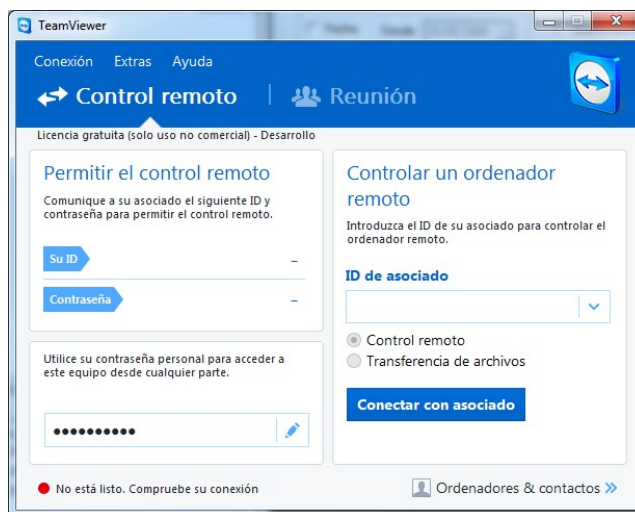 TeamViewer
Fecha Desde
Conexión Extras Ayuda
Control remoto
Reunión
Licencia gratuita (solo uso no comercial) - Desarrollo
Permitir el control remoto
Comunique a su asociado el siguiente ID y
contraseña para permitir el control remoto.
Su ID –
Contraseña –
Utilice su contraseña personal para acceder a
este equipo desde cualquier parte.
••••••••••
Controlar un ordenador
remoto
Introduzca el ID de su asociado para controlar el
ordenador remoto.
ID de asociado
Control remoto
Transferencia de archivos
Conectar con asociado
No está listo. Compruebe su conexión
Ordenadores & contactos